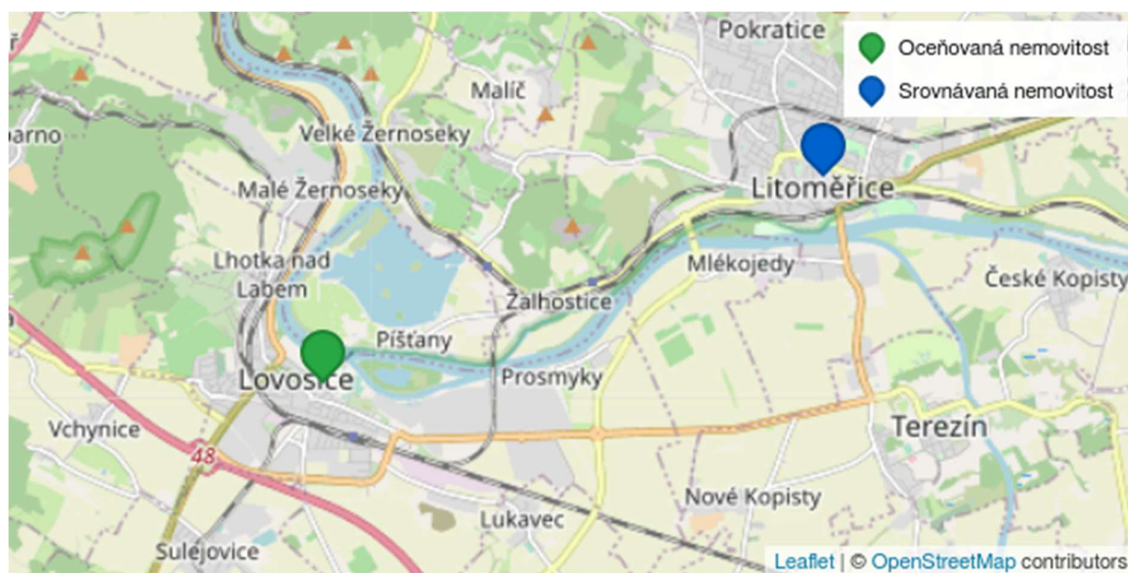 Pokratice
Oceňovaná nemovitost
Srovnávaná nemovitost
Malíč
Velké Žernoseky
Malé Žernoseky
Litoměřice
Lhotka nad
Labem
Mlékojedy
České Kopisty
Žalhostice
Píšťany
Lovosice
Prosmyky
Vchynice
Terezín
48
Nové Kopisty
Lukavec
Sulejovice
Leaflet | © OpenStreetMap contributors